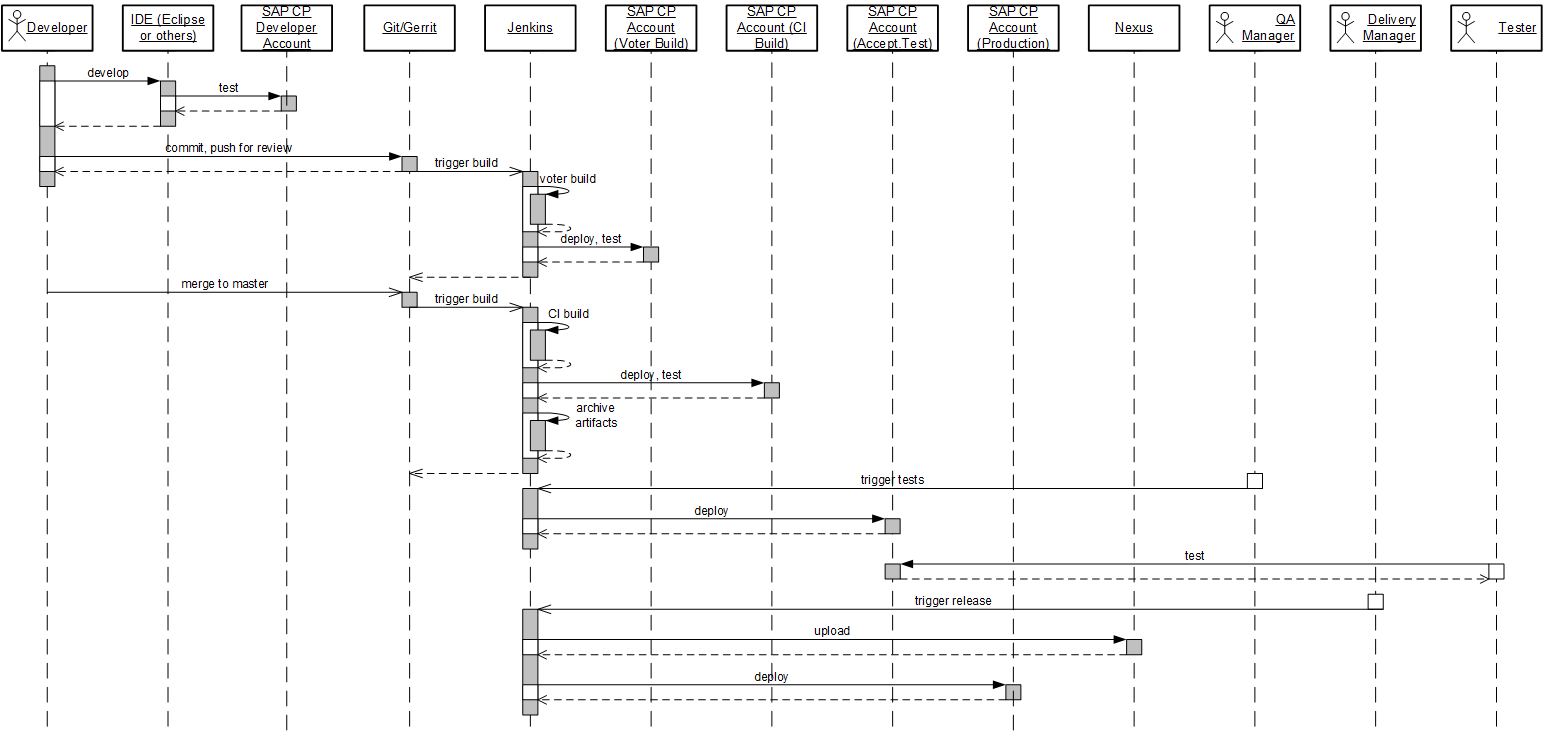 Developer
IDE (Eclipse
or others)
SAP CP
Developer
Account
Git/Gerrit
Jenkins
SAP CP
Account
(Voter Build)
SAP CP
Account (CI
Build)
SAP CP
Account
(Accept.Test)
SAP CP
Account
(Production)
Nexus
QA
Manager
Delivery
Manager
Tester
develop
test
commit, push for review
trigger build
voter build
deploy, test
merge to master
trigger build
CI build
deploy, test
archive
artifacts
trigger tests
deploy
test
trigger release
upload
deploy